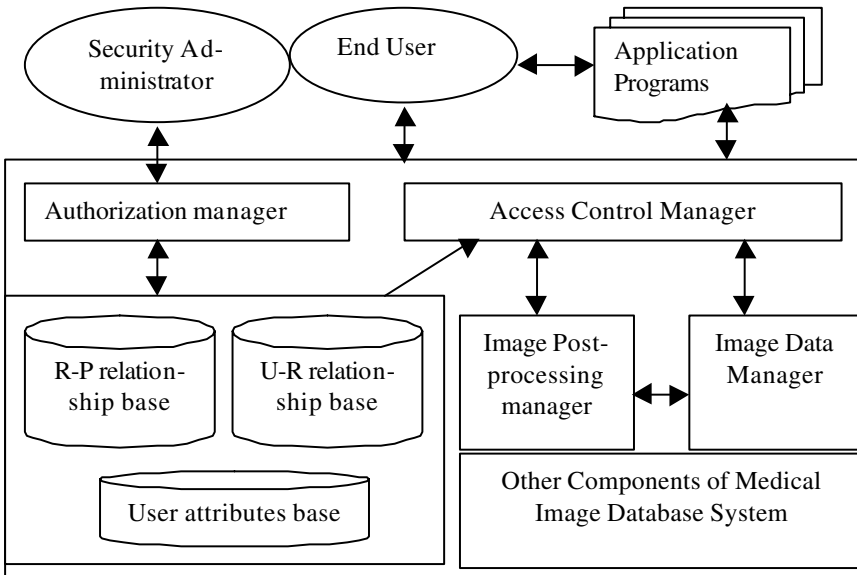 Security Ad-
ministrator
End User
Application
Programs
Authorization manager
Access Control Manager
R-P relation-
ship base
U-R relation-
ship base
User attributes base
Image Post-
processing
manager
Image Data
Manager
Other Components of Medical
Image Database System